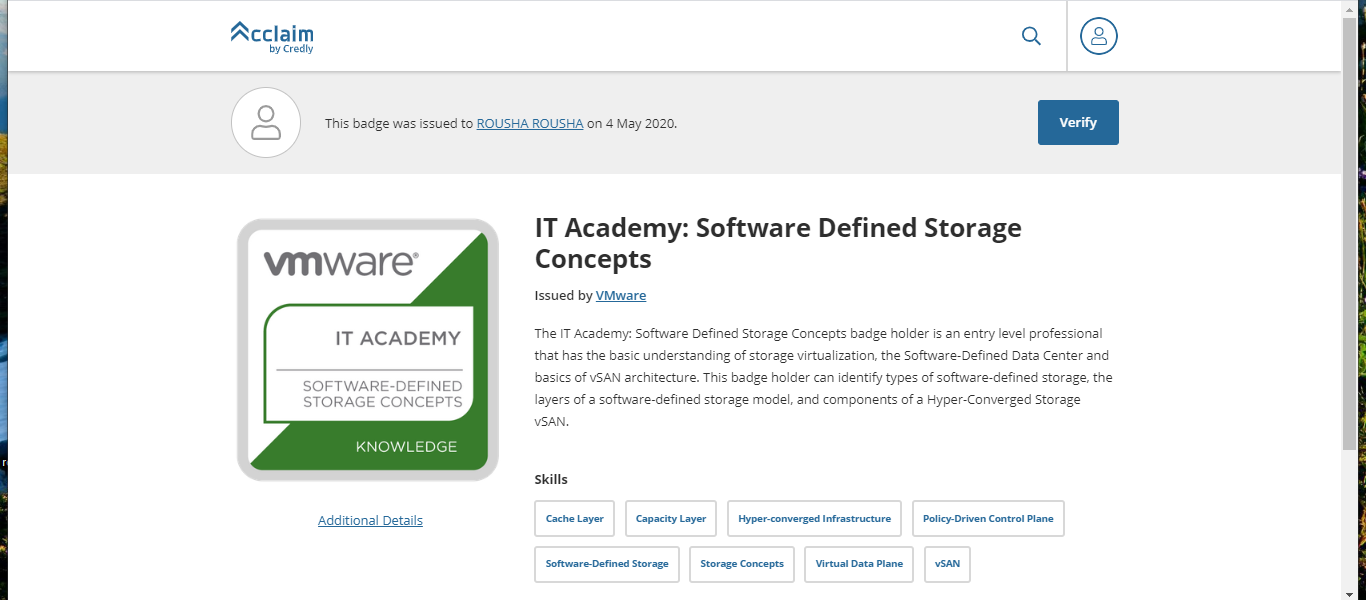 cclaim
by Credly
This badge was issued to ROUSHA ROUSHA on 4 May 2020.
Verify
vmware®
IT ACADEMY
SOFTWARE-DEFINED
STORAGE CONCEPTS
KNOWLEDGE
Additional Details
IT Academy: Software Defined Storage
Concepts
Issued by VMware
The IT Academy: Software Defined Storage Concepts badge holder is an entry level professional
that has the basic understanding of storage virtualization, the Software-Defined Data Center and
basics of vSAN architecture. This badge holder can identify types of software-defined storage, the
layers of a software-defined storage model, and components of a Hyper-Converged Storage
vSAN.
Skills
Cache Layer Capacity Layer Hyper-converged Infrastructure Policy-Driven Control Plane
Software-Defined Storage Storage Concepts Virtual Data Plane vSAN